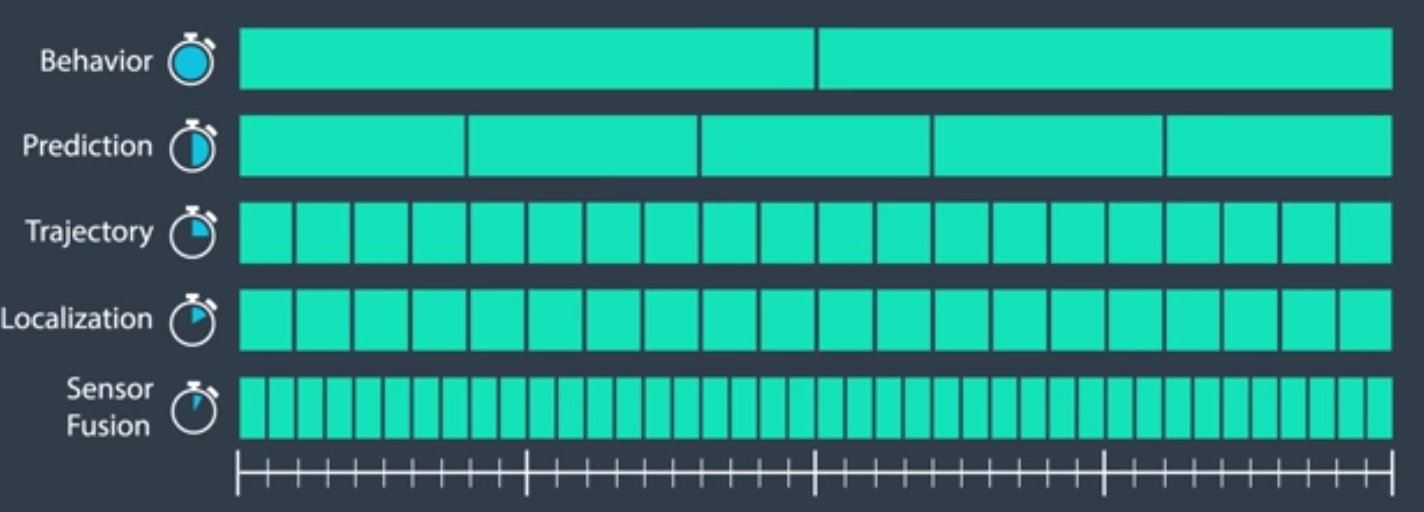 Behavior
Prediction
Trajectory
Localization
Sensor
Fusion